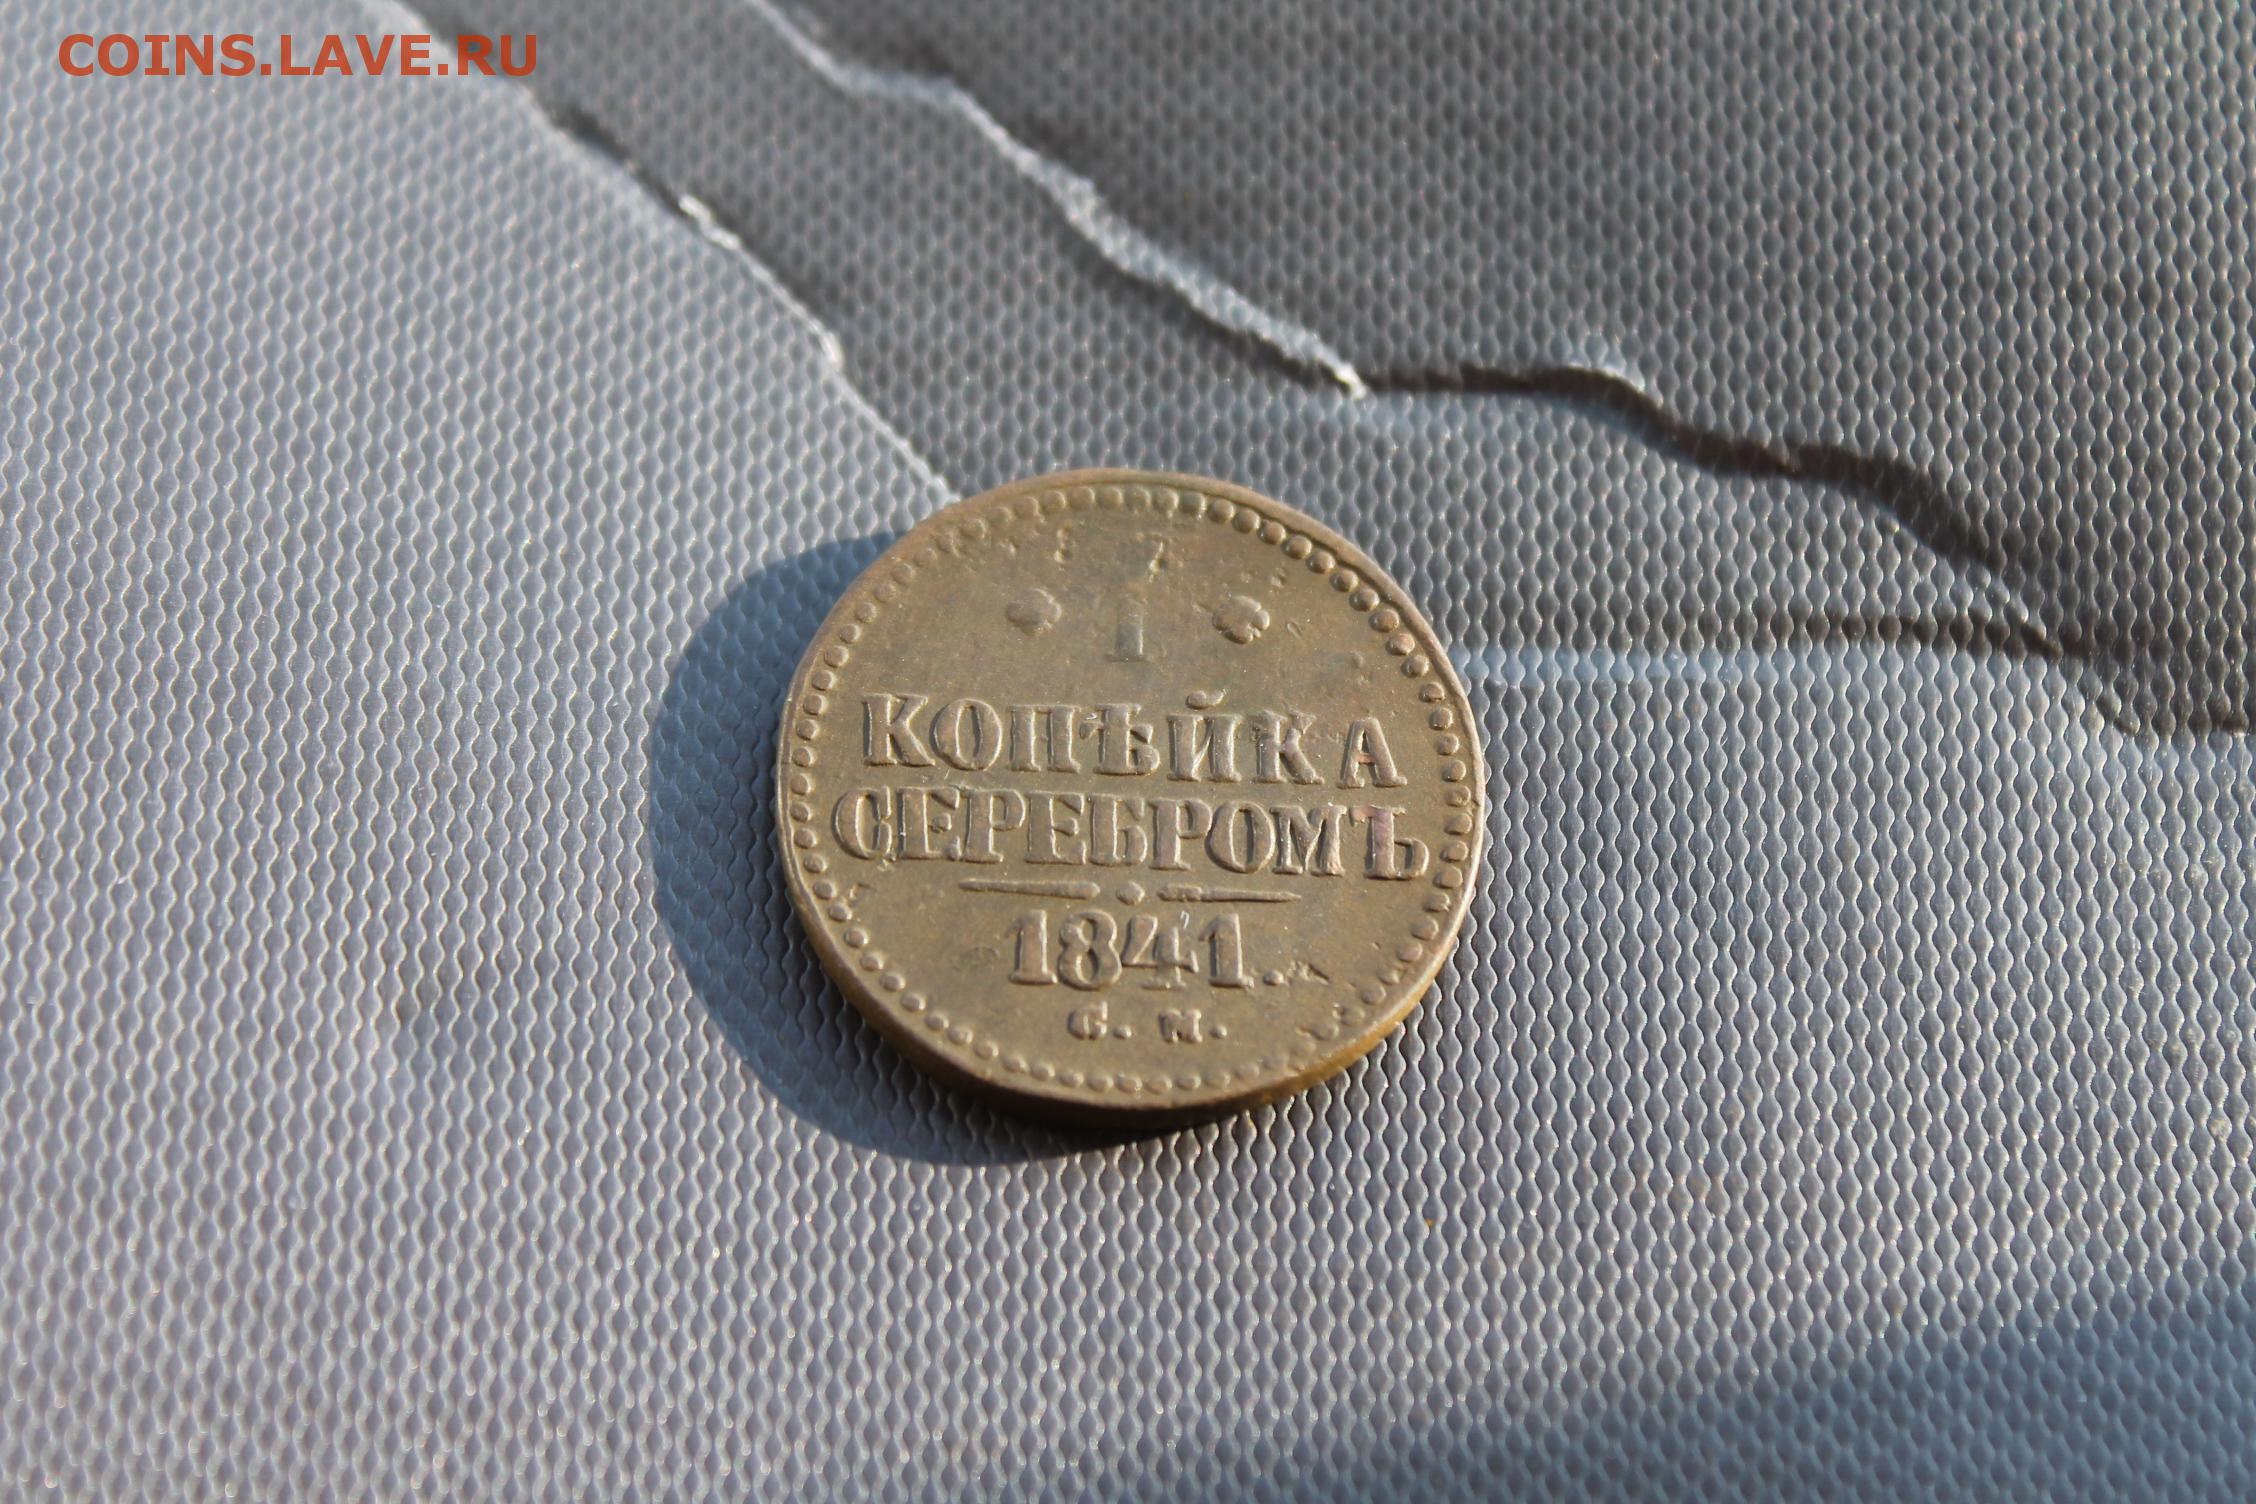 COINS.LAVE.RU
1
КОПѢЙКА
СЕРЕБРОМЪ
1841.
С. М.